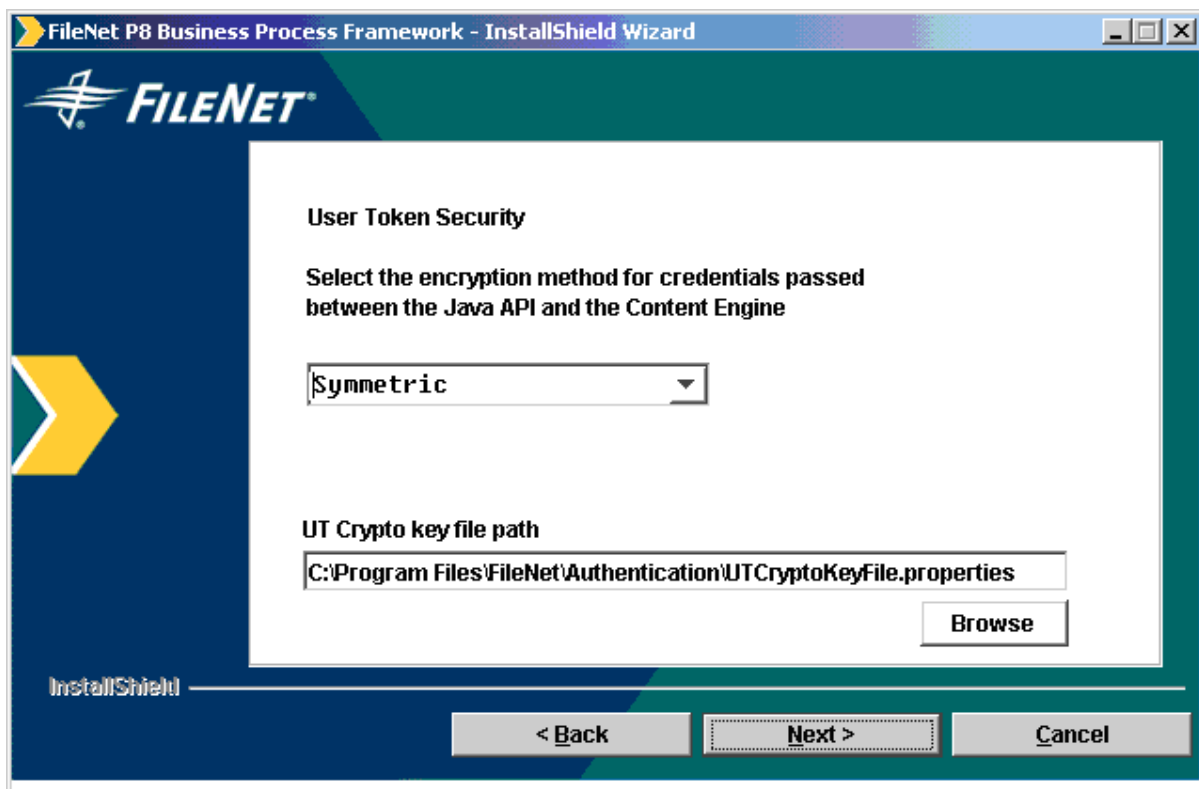 FileNet P8 Business Process Framework - InstallShield Wizard
FILENET®
User Token Security
Select the encryption method for credentials passed
between the Java API and the Content Engine
Symmetric
UT Crypto key file path
C:\Program Files\FileNet\Authentication\UTCryptoKeyFile.properties
Browse
InstallShield
< Back
Next >
Cancel